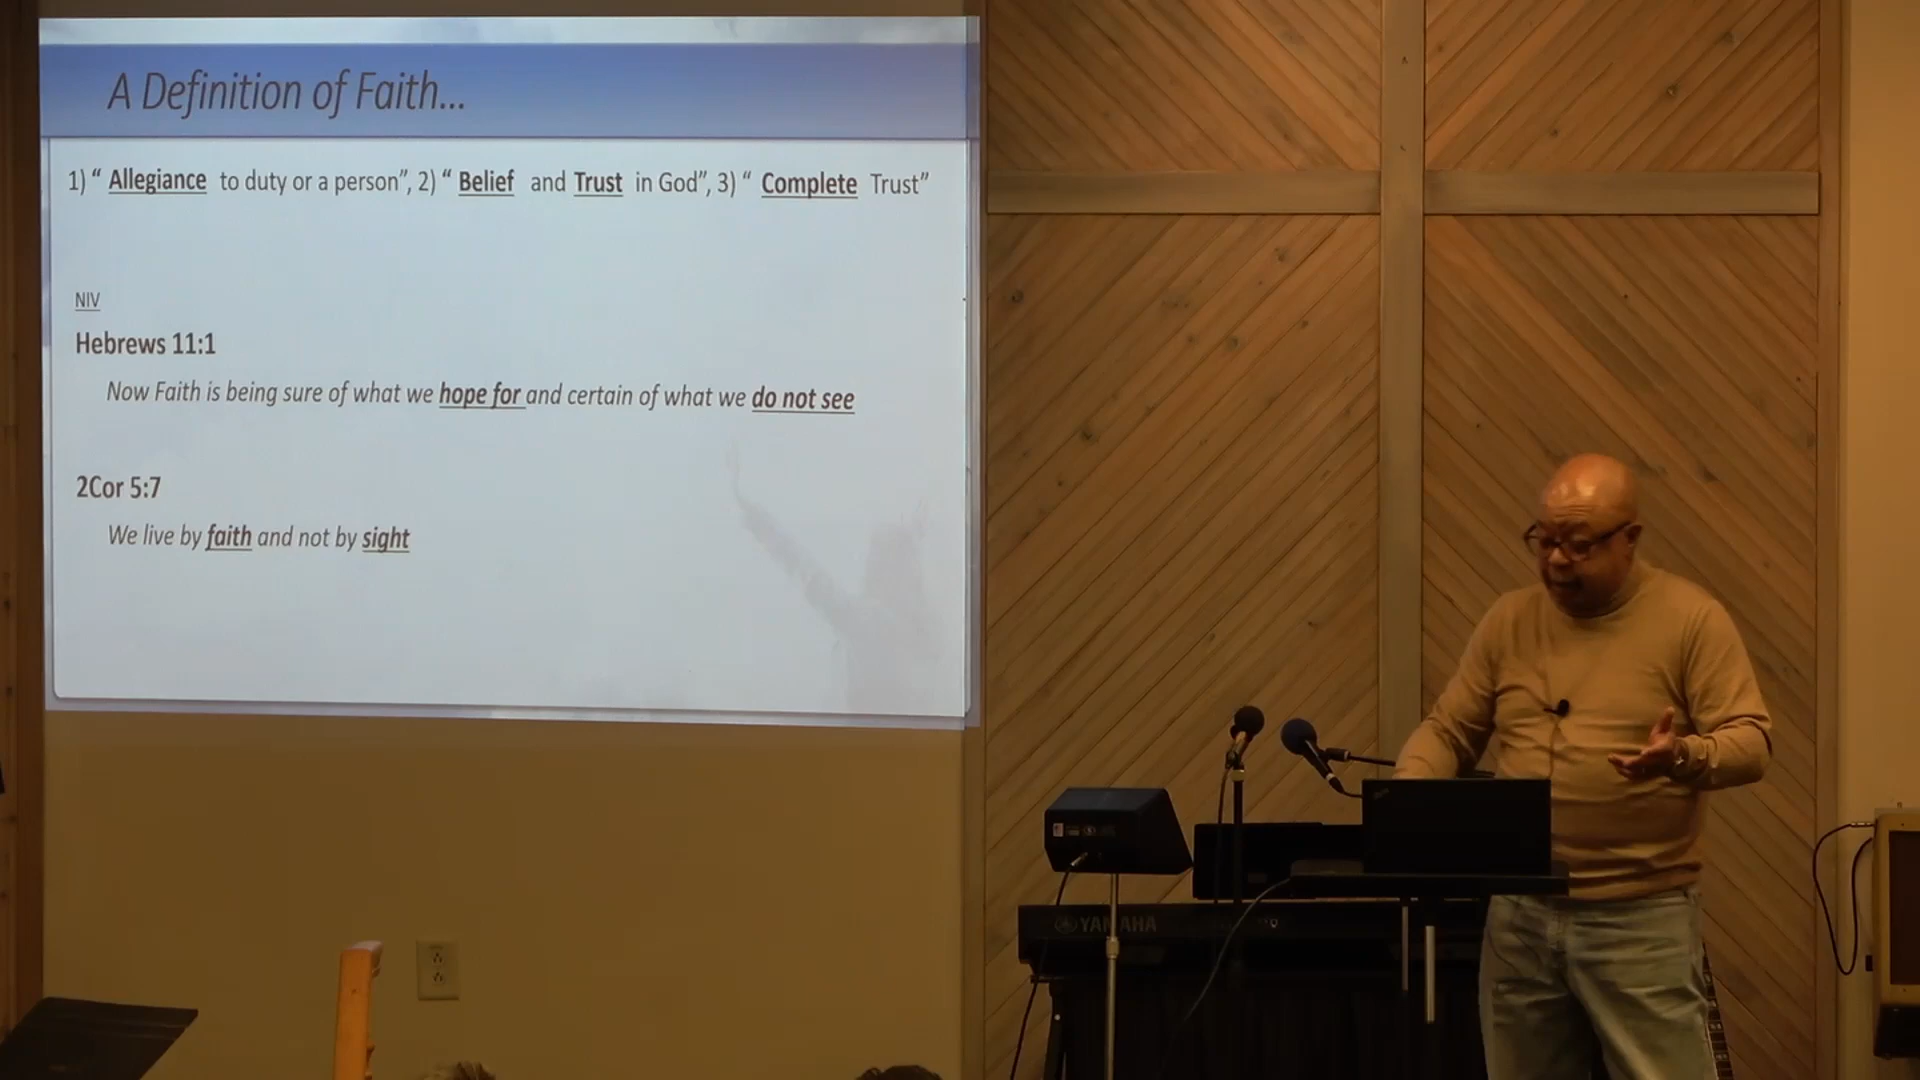 A Definition of Faith...
1) “ Allegiance to duty or a person”, 2) “ Belief and Trust in God”, 3) “ Complete Trust”
NIV
Hebrews 11:1
Now Faith is being sure of what we hope for and certain of what we do not see
2Cor 5:7
We live by faith and not by sight
YAMAHA